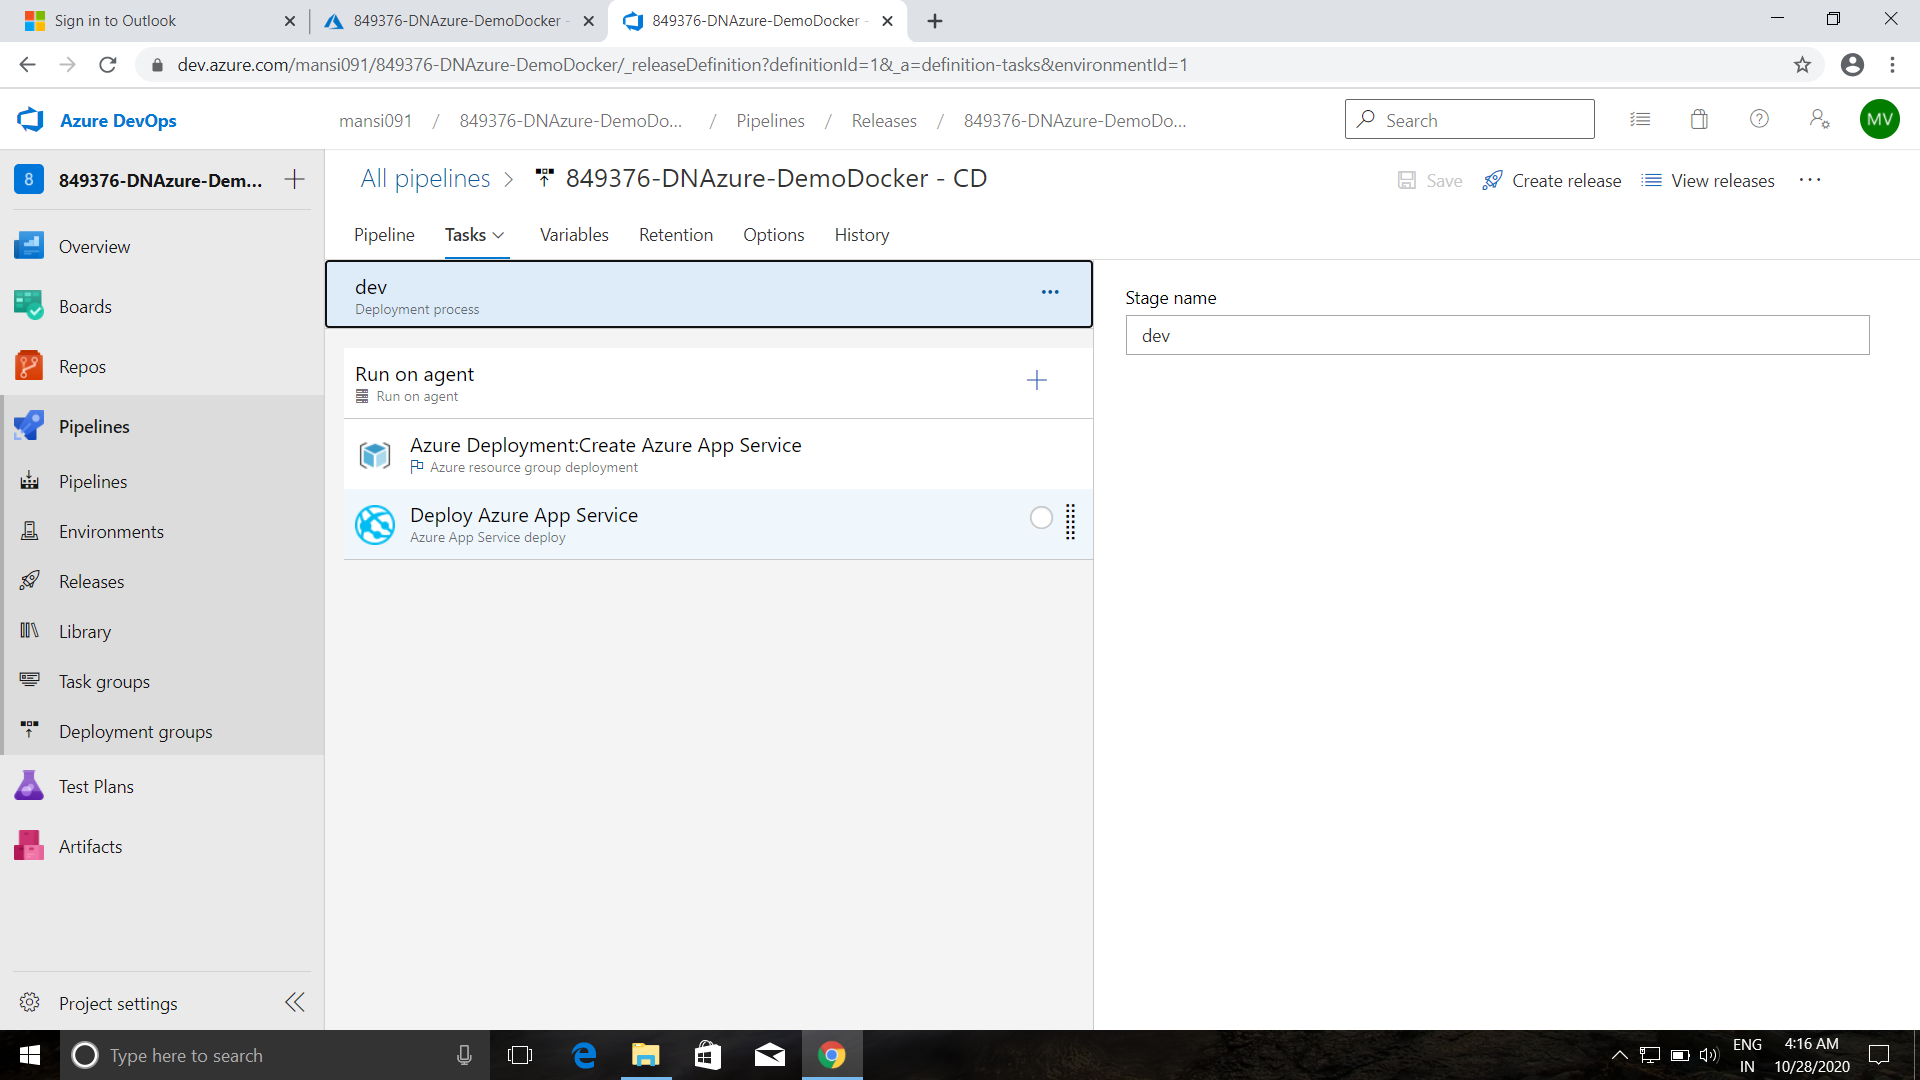 Sign in to Outlook
849376-DNAzure-DemoDocker -
849376-DNAzure-DemoDocker -
dev.azure.com/mansi091/849376-DNAzure-DemoDocker/_releaseDefinition?definitionId=1&_a=definition-tasks&environmentId=1
Azure DevOps
mansi091 / 849376-DNAzure-DemoDo... / Pipelines / Releases / 849376-DNAzure-DemoDo...
Search
MV
8
849376-DNAzure-Dem...
All pipelines > 849376-DNAzure-DemoDocker - CD
Save
Create release
View releases
Pipeline
Tasks
Variables
Retention
Options
History
Overview
Boards
Repos
Pipelines
Pipelines
Environments
Releases
Library
Task groups
Deployment groups
Test Plans
Artifacts
Project settings
dev
Deployment process
Run on agent
Run on agent
Azure Deployment:Create Azure App Service
Azure resource group deployment
Deploy Azure App Service
Azure App Service deploy
Stage name
dev
Type here to search
ENG
IN
4:16 AM
10/28/2020